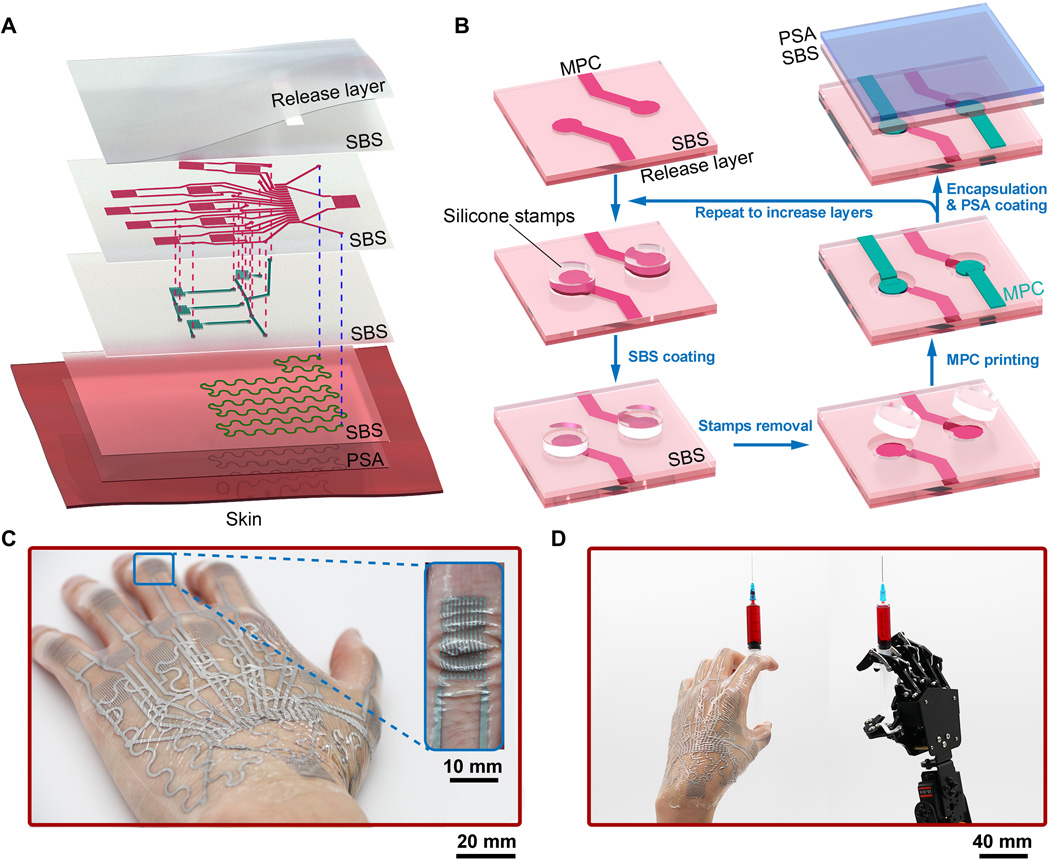 A
Release layer
SBS
SBS
SBS
SBS
PSA
Skin
B
MPC
SBS
Release layer
Silicone stamps
SBS coating
SBS
Stamps removal
MPC printing
MPC
Repeat to increase layers
Encapsulation
& PSA coating
PSA
SBS
C
10 mm
20 mm
D
40 mm